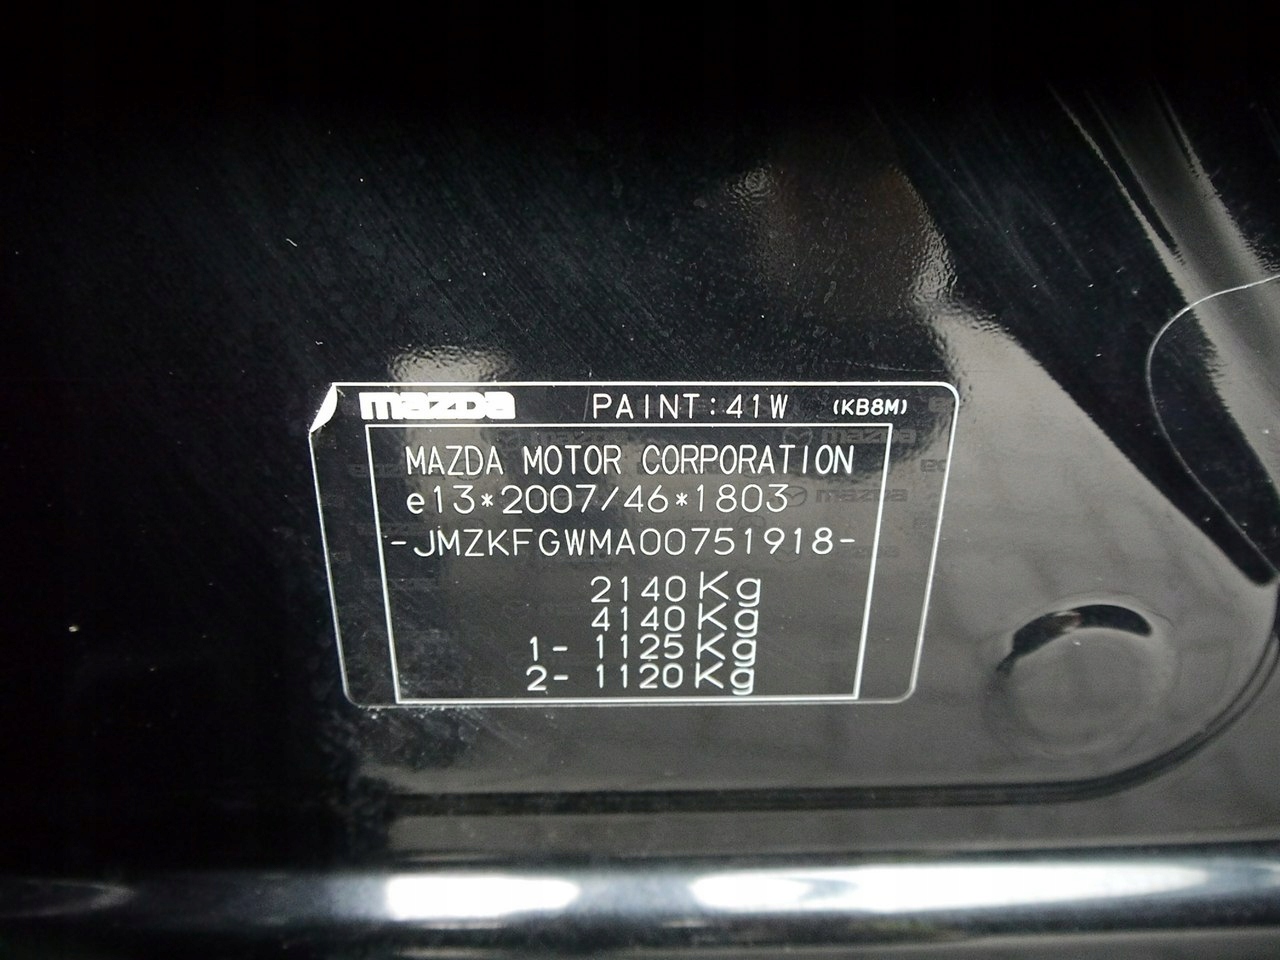 mazda PAINT:41W (KB8M)
MAZDA MOTOR CORPORATION
e13*2007/46*1803
-JMZKFGWMA00751918-
2140Kg
4140Kg
1- 1125Kg
2- 1120Kg